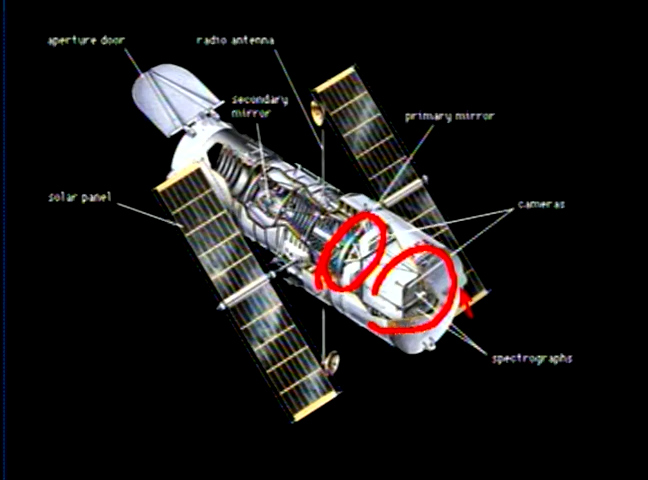 aperture door
radio antenna
secondary
mirror
primary mirror
solar panel
cameras
spectrographs